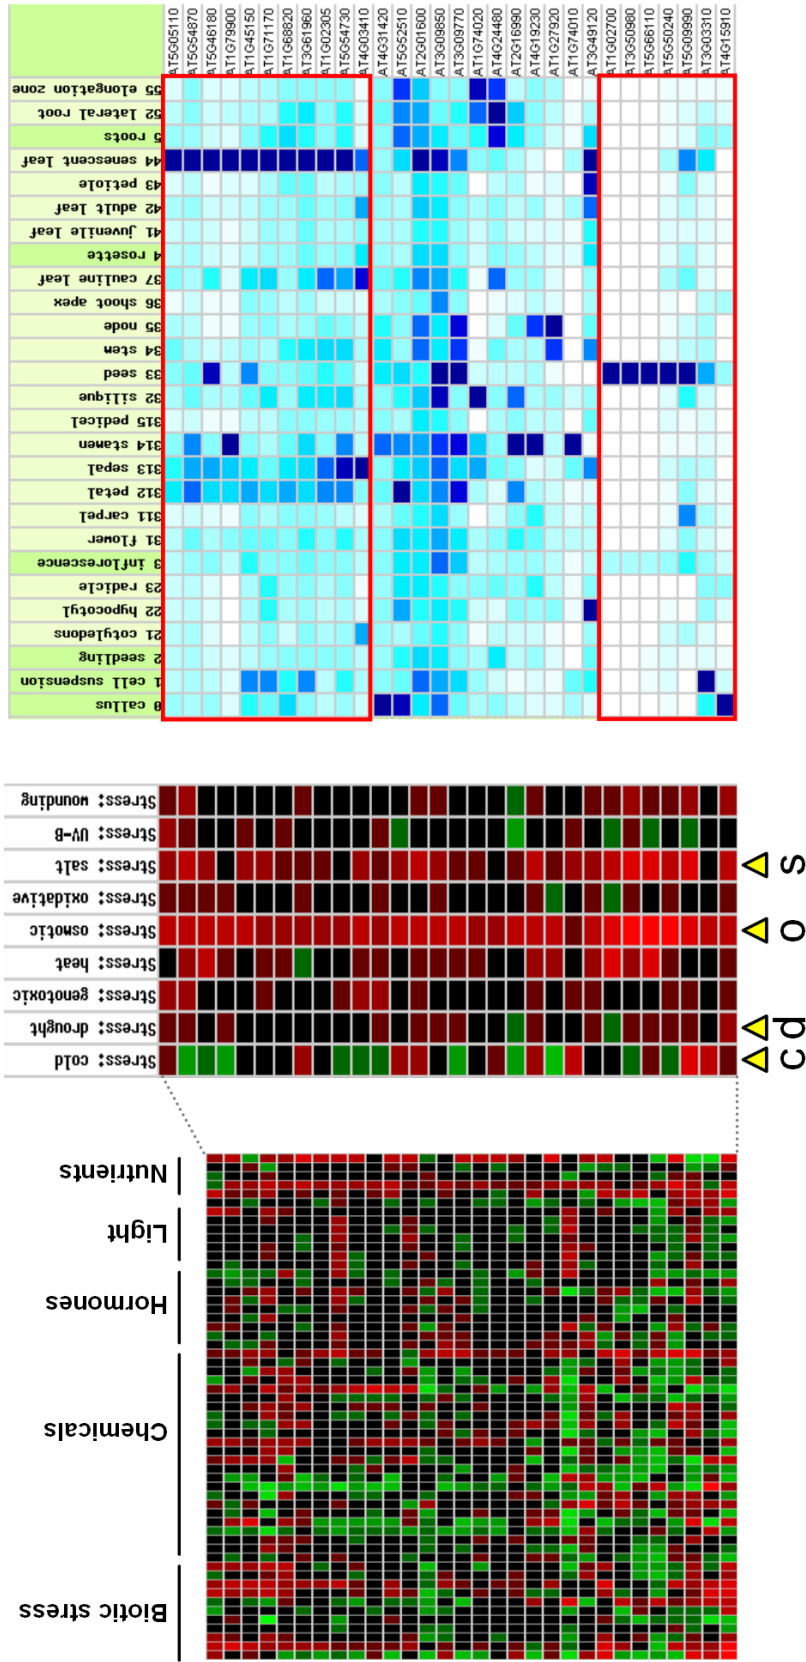 AT5G05110
AT5G54870
AT5G46180
AT1G79900
AT1G45150
AT1G71170
AT1G68820
AT3G61960
AT1G02305
AT5G54730
AT4G03410
AT4G31420
AT5G52510
AT2G01600
AT3G09850
AT3G09770
AT1G74020
AT4G24480
AT2G16990
AT4G19230
AT1G27920
AT1G74010
AT3G49120
AT1G02700
AT3G50980
AT5G66110
AT5G50240
AT5G09990
AT3G03310
AT4G15910
55 elongation zone
52 lateral root
5 roots
44 senescent leaf
43 petiole
42 adult leaf
41 juvenile leaf
4 rosette
37 cauline leaf
36 shoot apex
35 node
34 stem
33 seed
32 silique
315 pedicel
314 stamen
313 sepal
312 petal
311 carpel
31 flower
3 inflorescence
23 radicle
22 hypocotyl
21 cotyledons
2 seedling
1 cell suspension
0 callus
Stress: wounding
Stress: UV-B
Stress: salt
Stress: oxidative
Stress: osmotic
Stress: heat
Stress: genotoxic
Stress: drought
Stress: cold
s
o
d
c
Nutrients
Light
Hormones
Chemicals
Biotic stress